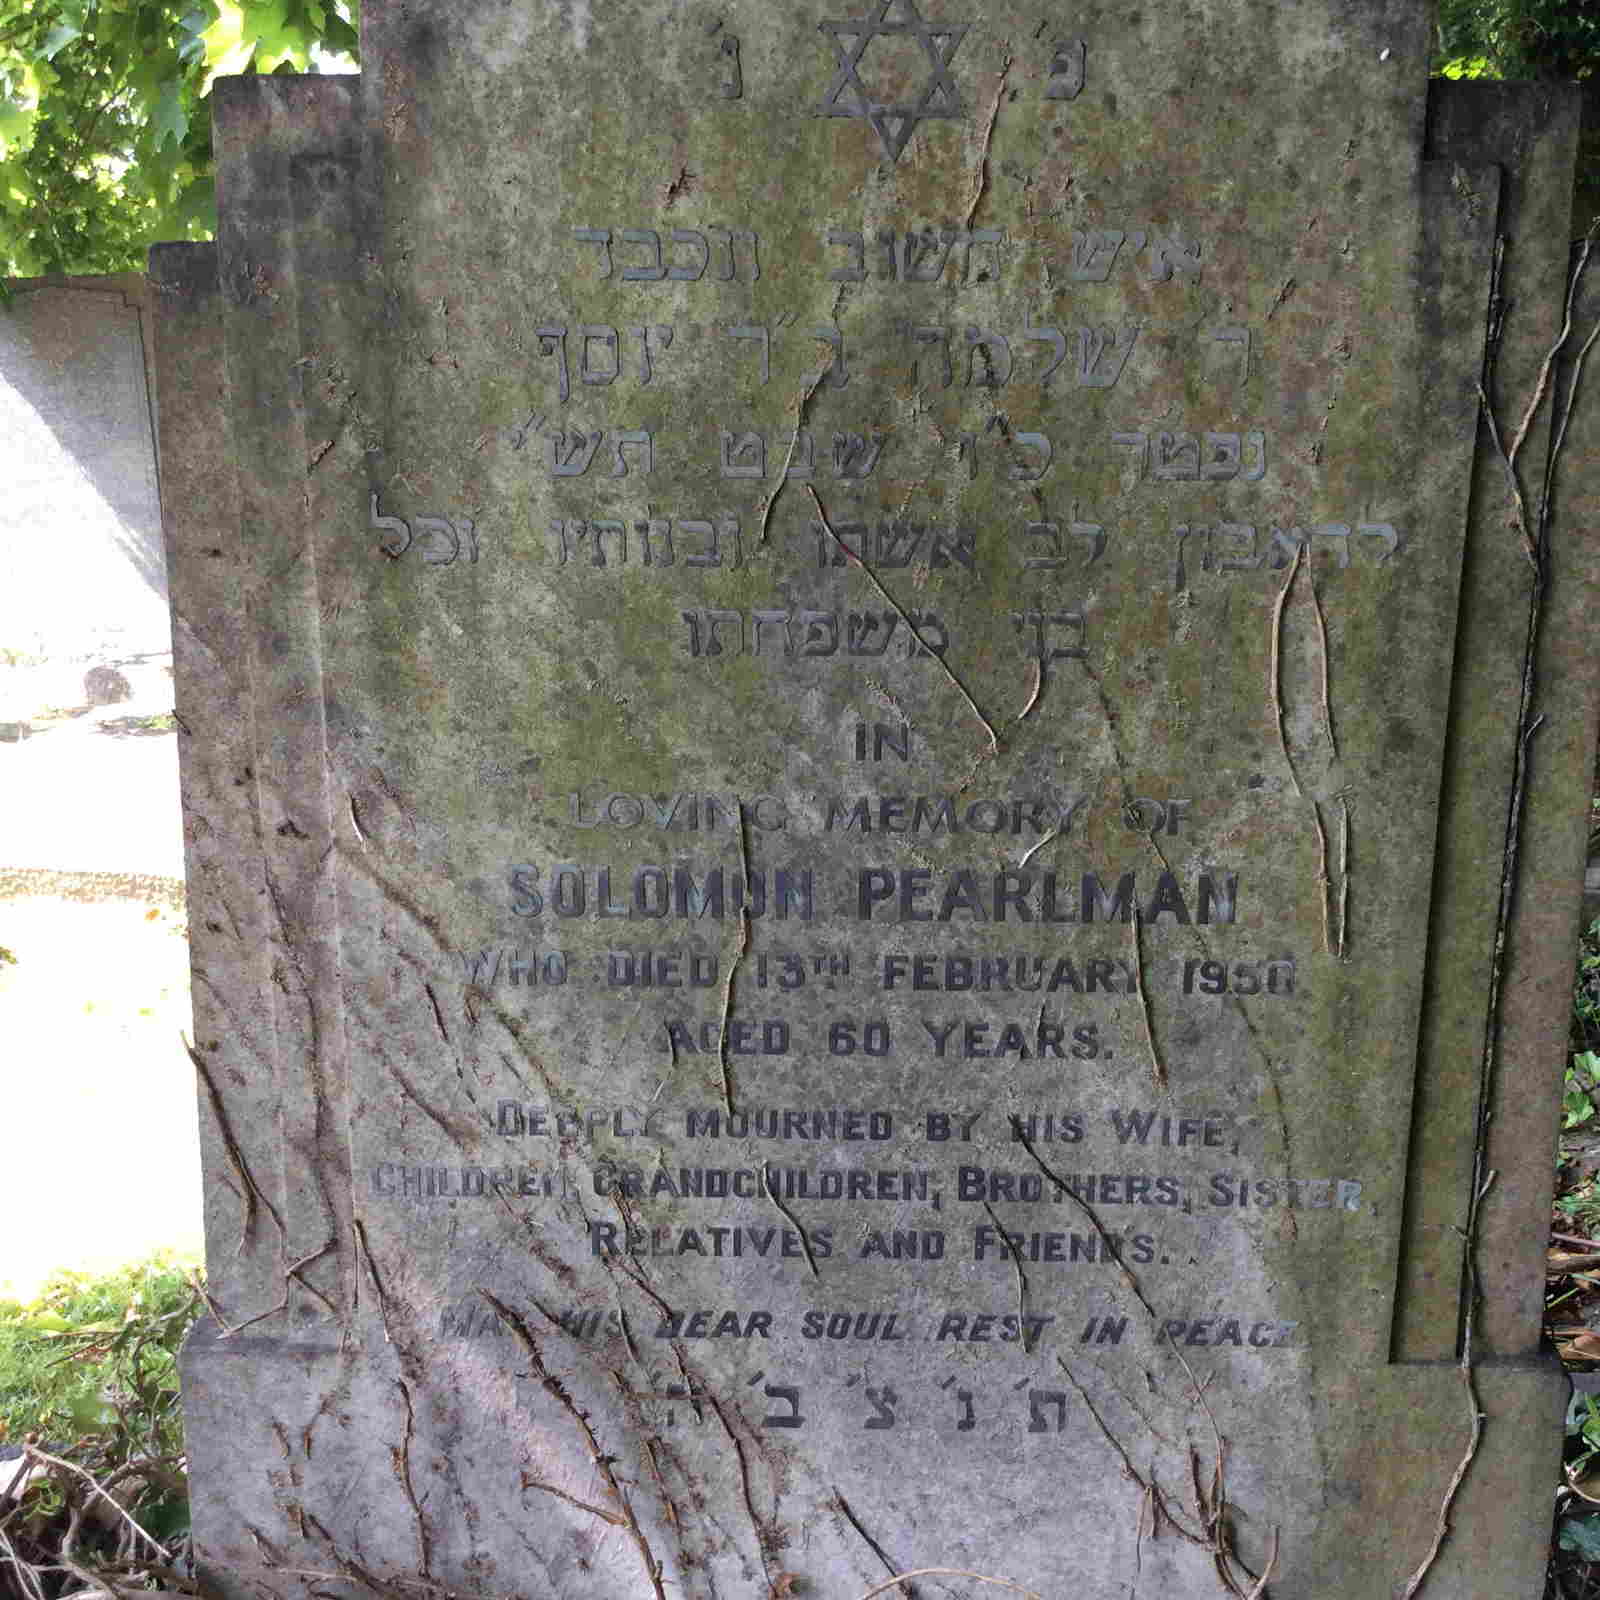 פ׳ נ׳
איש חשוב ונכבד
ר שלמה ב״ר יוסף
נפטר כ״ו שבט תש״י
לדאבון לב אשתו ובנותיו וכל
בני משפחתו
IN
LOVING MEMORY OF
SOLOMON PEARLMAN
WHO DIED 13TH FEBRUARY 1950
AGED 60 YEARS.
DEEPLY MOURNED BY HIS WIFE,
CHILDREN, GRANDCHILDREN, BROTHERS, SISTER,
RELATIVES AND FRIENDS.
MAY HIS DEAR SOUL REST IN PEACE
ת׳ נ׳ צ׳ ב׳ ה׳